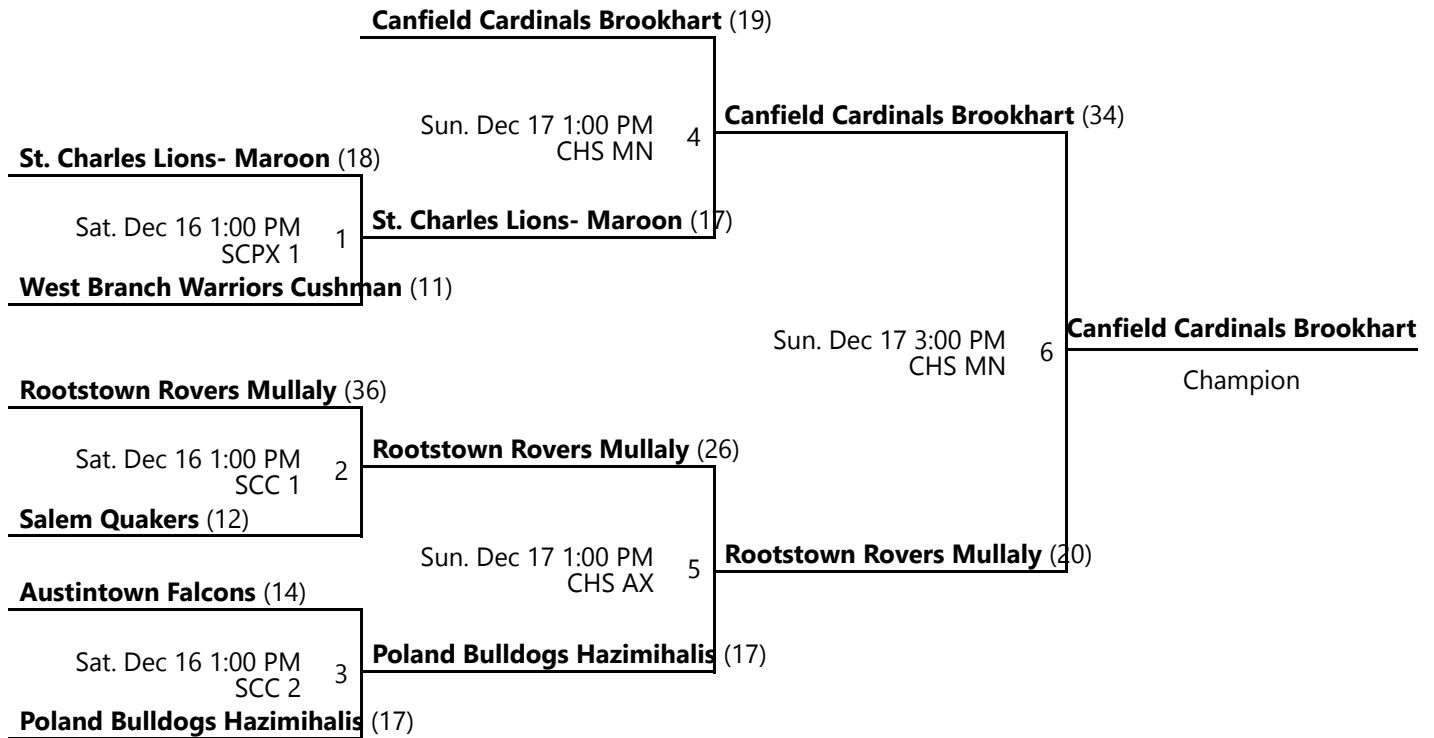 Canfield Cardinals Brookhart (19)
Sun. Dec 17 1:00 PM
CHS MN
4
Canfield Cardinals Brookhart (34)
St. Charles Lions- Maroon (18)
Sat. Dec 16 1:00 PM
SCPX 1
1
St. Charles Lions- Maroon (17)
West Branch Warriors Cushman (11)
Sun. Dec 17 3:00 PM
CHS MN
6
Canfield Cardinals Brookhart
Champion
Rootstown Rovers Mullaly (36)
Sat. Dec 16 1:00 PM
SCC 1
2
Rootstown Rovers Mullaly (26)
Salem Quakers (12)
Sun. Dec 17 1:00 PM
CHS AX
5
Rootstown Rovers Mullaly (20)
Austintown Falcons (14)
Sat. Dec 16 1:00 PM
SCC 2
3
Poland Bulldogs Hazimihalis (17)
Poland Bulldogs Hazimihalis (17)